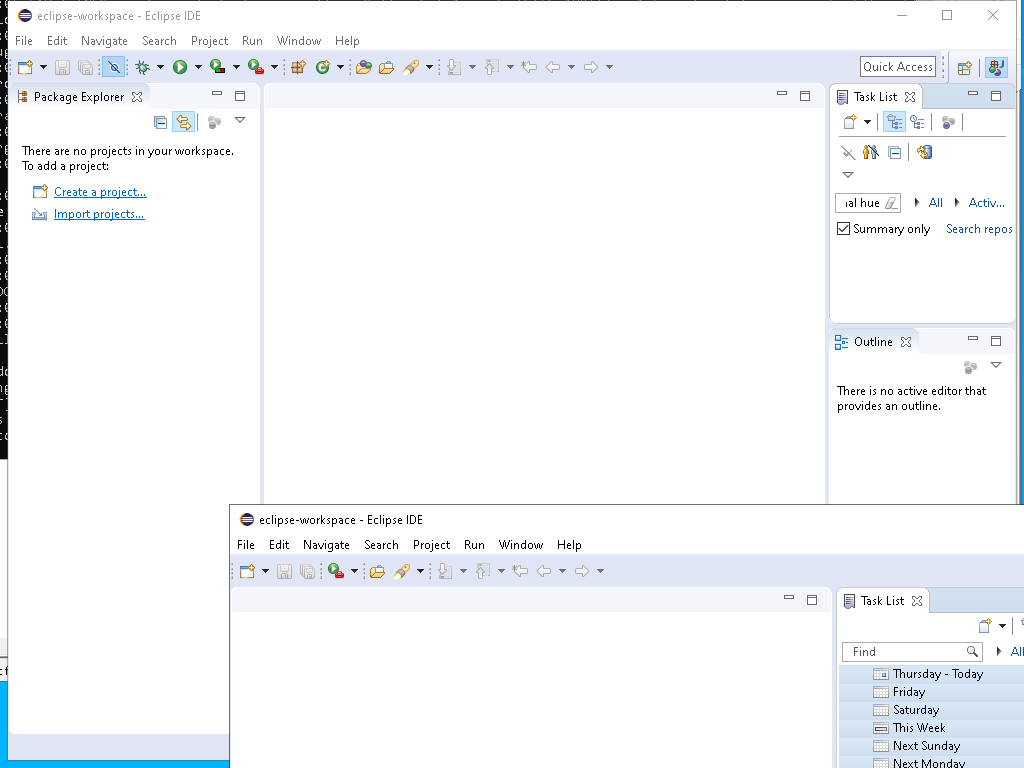 eclipse-workspace - Eclipse IDE
File Edit Navigate Search Project Run Window Help
Quick Access
Package Explorer
Task List
There are no projects in your workspace.
To add a project:
Create a project...
Import projects...
al hue
All
Activ...
Summary only
Search repos
Outline
There is no active editor that
provides an outline.
eclipse-workspace - Eclipse IDE
File Edit Navigate Search Project Run Window Help
Task List
Find
All
Thursday - Today
Friday
Saturday
This Week
Next Sunday
Next Monday